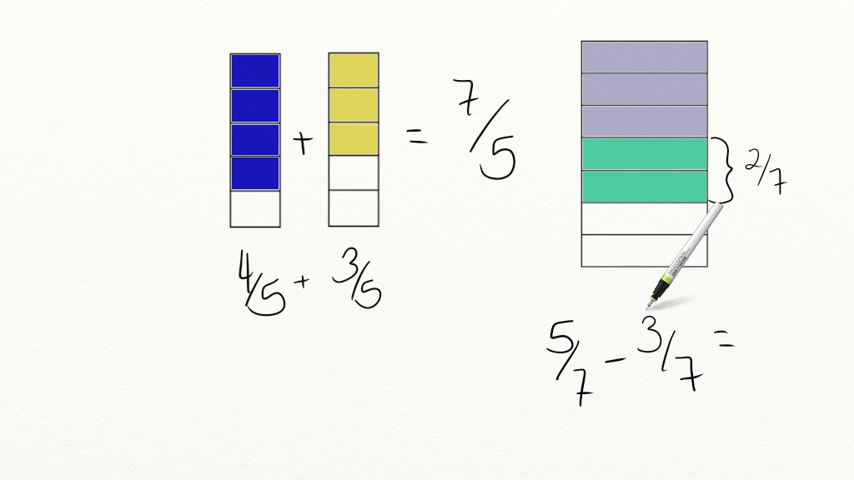 + = 7/5
4/5 + 3/5
2/7
5/7 - 3/7 =